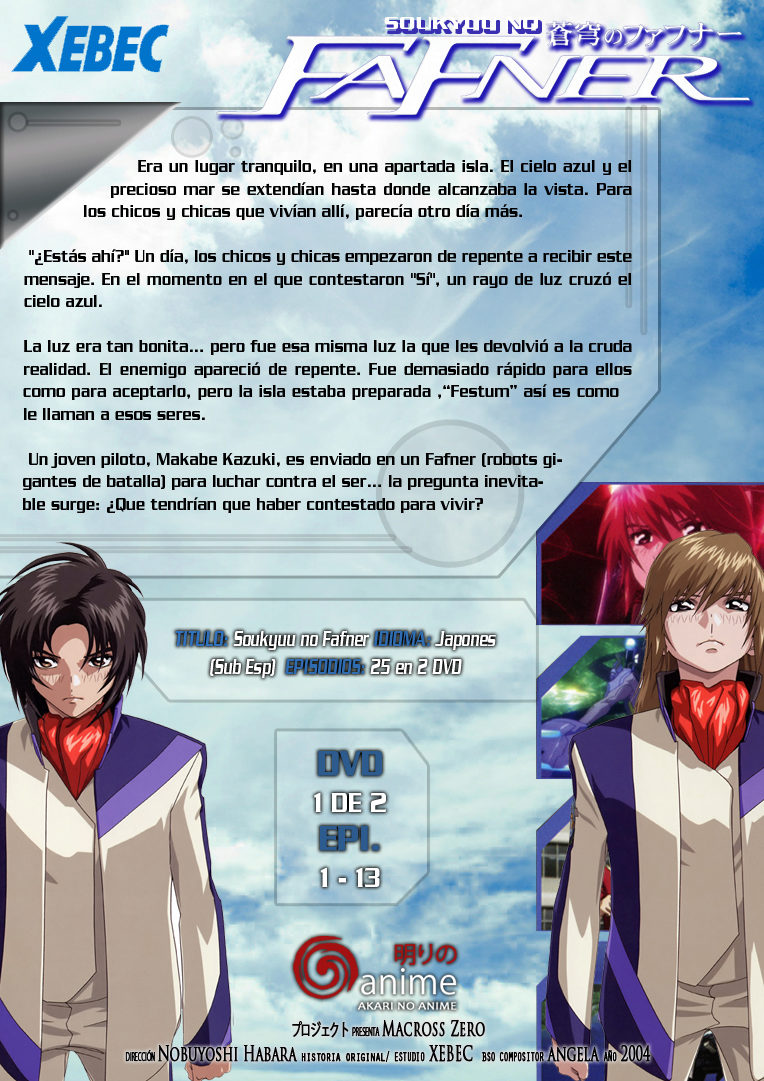 XEBEC
SOUKYUU NO
蒼穹のファフナー
FAFNER
Era un lugar tranquilo, en una apartada isla. El cielo azul y el
precioso mar se extendían hasta donde alcanzaba la vista. Para
los chicos y chicas que vivían allí, parecía otro día más.
"¿Estás ahí?" Un día, los chicos y chicas empezaron de repente a recibir este
mensaje. En el momento en el que contestaron "Sí", un rayo de luz cruzó el
cielo azul.
La luz era tan bonita... pero fue esa misma luz la que les devolvió a la cruda
realidad. El enemigo apareció de repente. Fue demasiado rápido para ellos
como para aceptarlo, pero la isla estaba preparada ,“Festum” así es como
le llaman a esos seres.
Un joven piloto, Makabe Kazuki, es enviado en un Fafner (robots gi-
gantes de batalla) para luchar contra el ser... la pregunta inevita-
ble surge: ¿Que tendrían que haber contestado para vivir?
TITULO: Soukyuu no Fafner IDIOMA: Japones
(Sub Esp) EPISODIOS: 25 en 2 DVD
DVD
1 DE 2
EPI.
1 - 13
明りの
anime
AKARI NO ANIME
プロジェクト PRESENTA MACROSS ZERO
DIRECCIÓN NOBUYOSHI HABARA HISTORIA ORIGINAL/ ESTUDIO XEBEC BSO COMPOSITOR ANGELA AÑO 2004